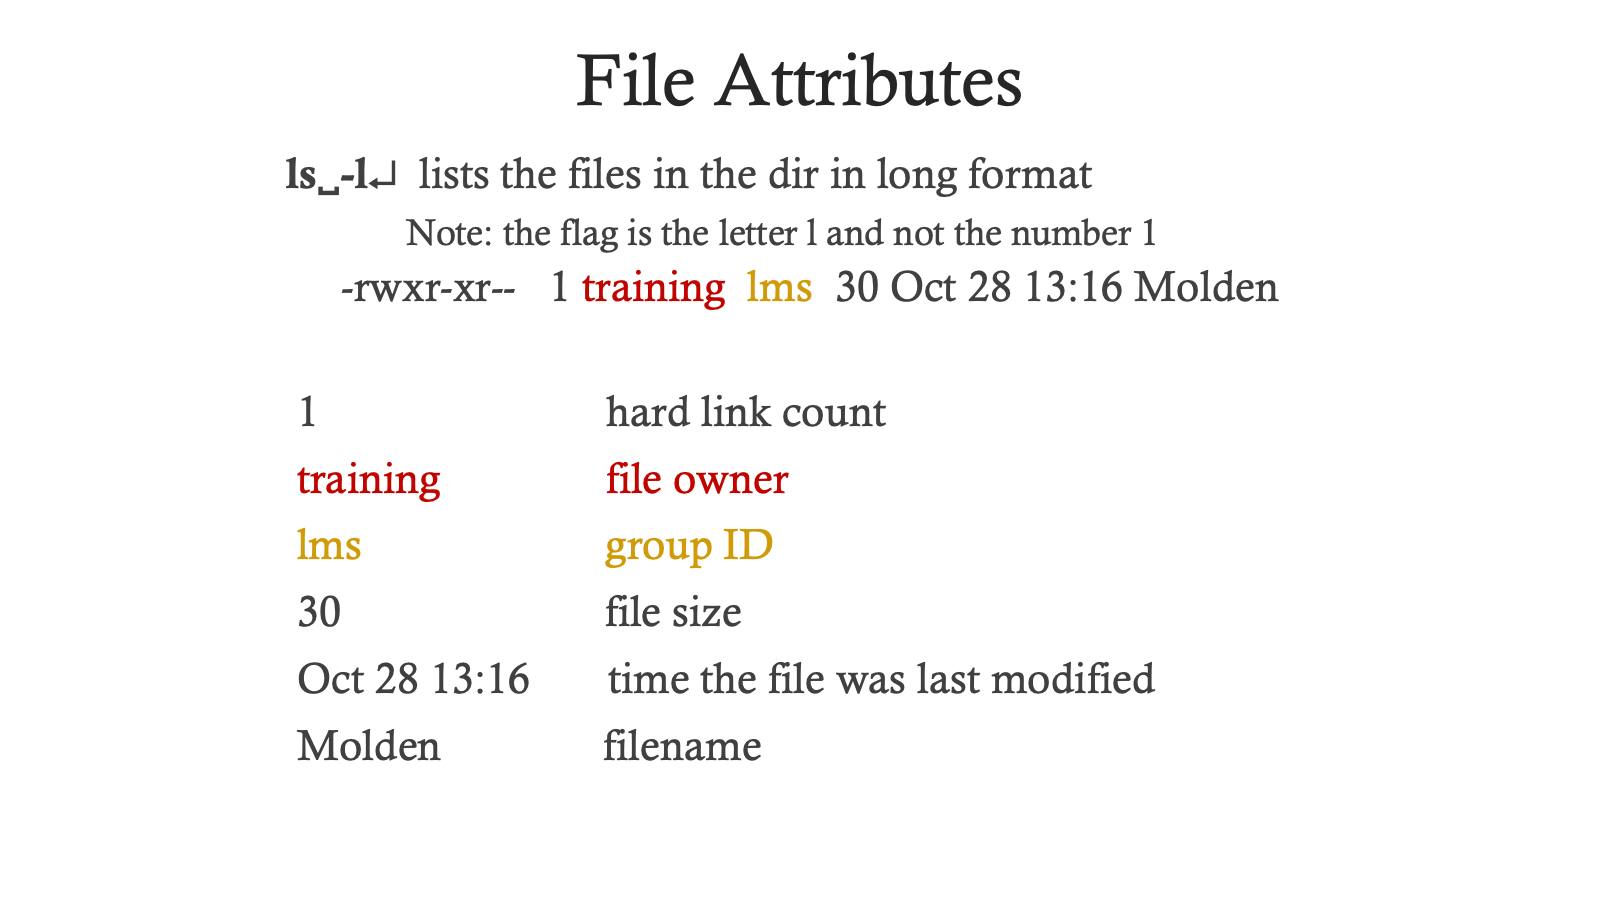 File Attributes
ls␣-l↵ lists the files in the dir in long format
Note: the flag is the letter l and not the number 1
-rwxr-xr-- 1 training lms 30 Oct 28 13:16 Molden
1 hard link count
training file owner
lms group ID
30 file size
Oct 28 13:16 time the file was last modified
Molden filename